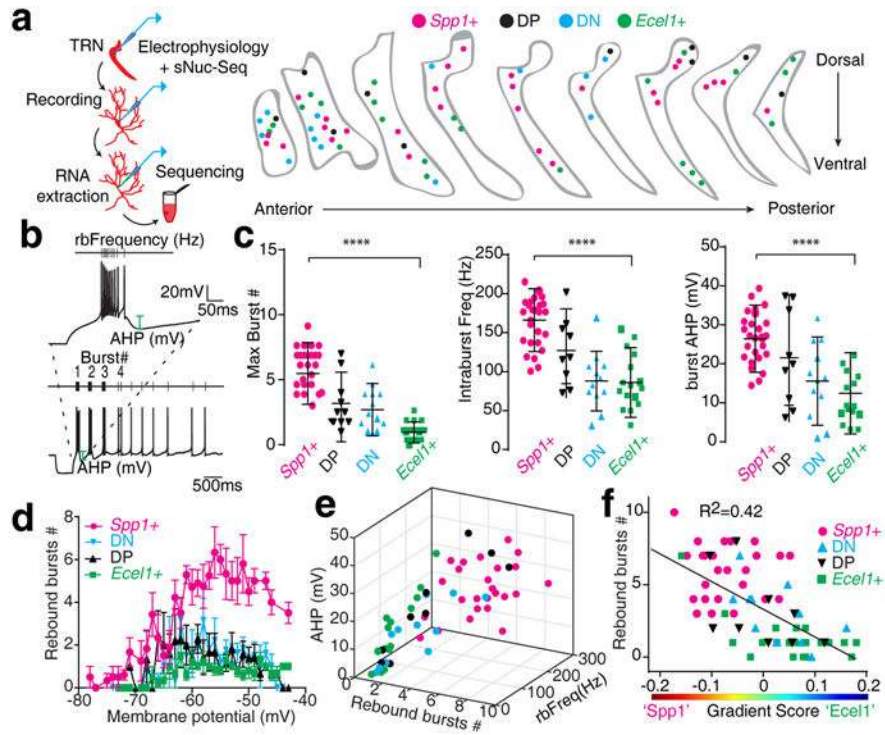 a
TRN
Electrophysiology
+ sNuc-Seq
Recording
RNA
extraction
Sequencing
Spp1+ DP DN Ecel1+
Dorsal
Ventral
Anterior
Posterior
b
rbFrequency (Hz)
20mV
50ms
AHP (mV)
Burst#
1 2 3 4
AHP (mV)
500ms
c
Max Burst #
15
10
5
0
****
Spp1+
DP
DN
Ecel1+
Intraburst Freq (Hz)
250
200
150
100
50
0
****
Spp1+
DP
DN
Ecel1+
burst AHP (mV)
50
40
30
20
10
0
****
Spp1+
DP
DN
Ecel1+
d
Rebound bursts #
8
6
4
2
0
Spp1+
DN
DP
Ecel1+
-80 -70 -60 -50 -40
Membrane potential (mV)
e
AHP (mV)
50
40
30
20
10
0
0 2 4 6 8 10
Rebound bursts #
0 100 200 300
rbFreq(Hz)
f
Rebound bursts #
10
5
0
R2=0.42
Spp1+
DN
DP
Ecel1+
-0.2 -0.1 0 0.1 0.2
'Spp1' Gradient Score 'Ecel1'